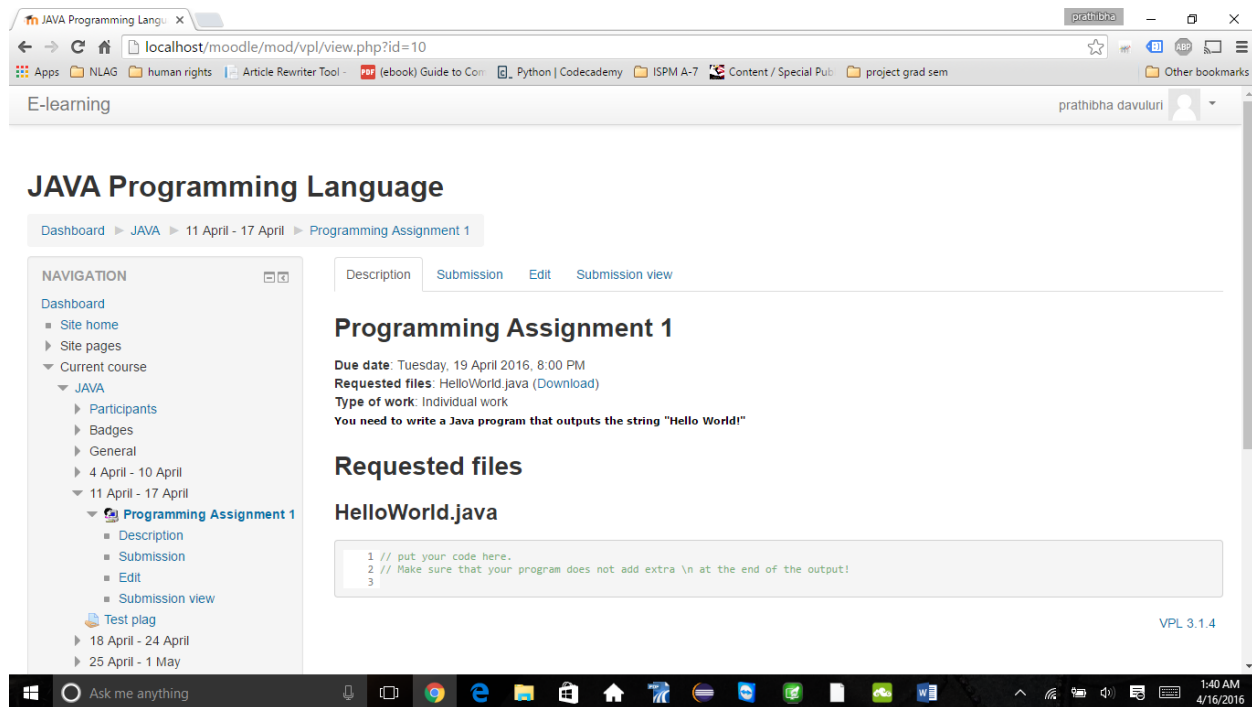 JAVA Programming Langu
prathibha
localhost/moodle/mod/vpl/view.php?id=10
Apps NLAG human rights Article Rewriter Tool - (ebook) Guide to Com Python | Codecademy ISPM A-7 Content / Special Pub project grad sem Other bookmarks
E-learning
prathibha davuluri
JAVA Programming Language
Dashboard JAVA 11 April - 17 April Programming Assignment 1
NAVIGATION
Dashboard
Site home
Site pages
Current course
JAVA
Participants
Badges
General
4 April - 10 April
11 April - 17 April
Programming Assignment 1
Description
Submission
Edit
Submission view
Test plag
18 April - 24 April
25 April - 1 May
Description Submission Edit Submission view
Programming Assignment 1
Due date: Tuesday, 19 April 2016, 8:00 PM
Requested files: HelloWorld.java (Download)
Type of work: Individual work
You need to write a Java program that outputs the string "Hello World!"
Requested files
HelloWorld.java
1 // put your code here.
2 // Make sure that your program does not add extra \n at the end of the output!
3
VPL 3.1.4
Ask me anything
1:40 AM
4/16/2016